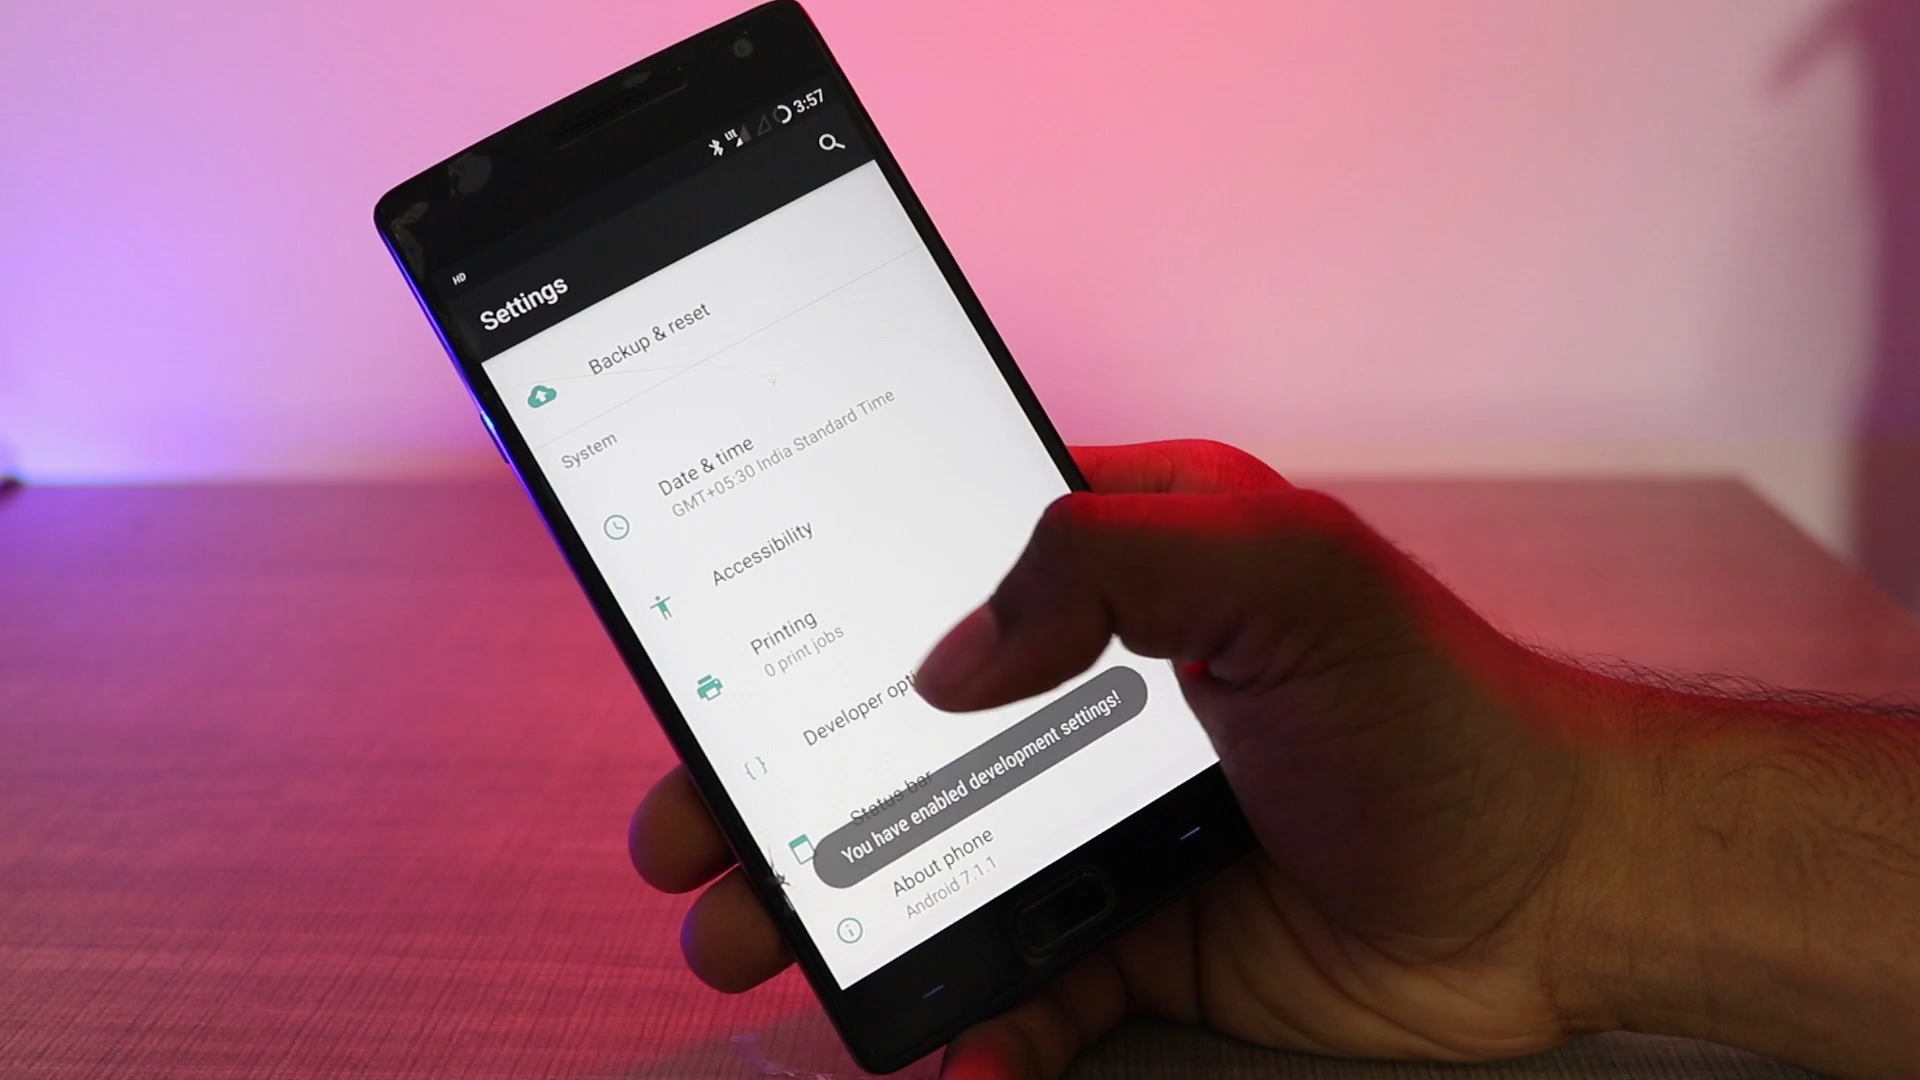 LTE
3:57
HD
Settings
Backup & reset
System
Date & time
GMT+05:30 India Standard Time
Accessibility
Printing
0 print jobs
Developer opti
Status bar
You have enabled development settings!
About phone
Android 7.1.1